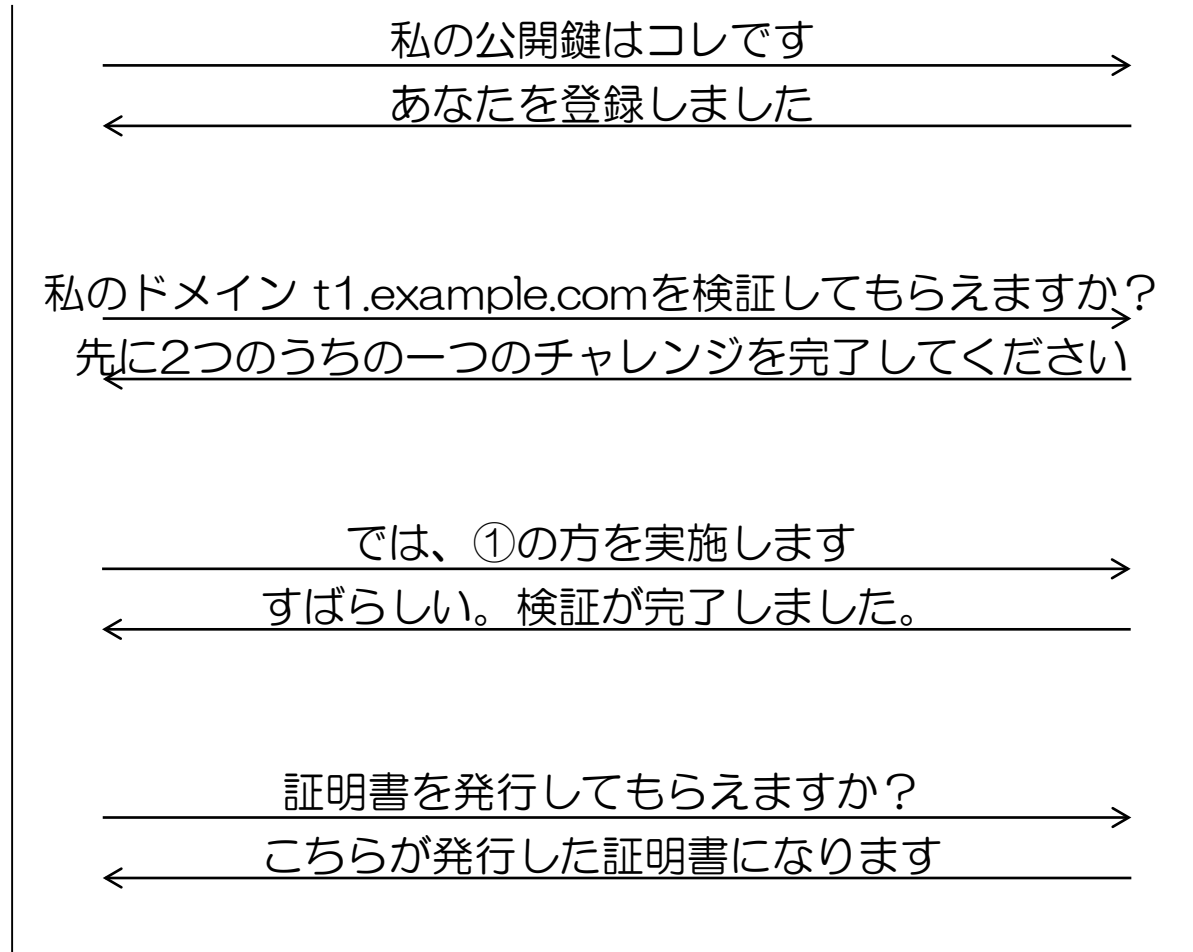 私の公開鍵はコレです
あなたを登録しました
私のドメイン t1.example.comを検証してもらえますか？
先に2つのうちの一つのチャレンジを完了してください
では、①の方を実施します
すばらしい。検証が完了しました。
証明書を発行してもらえますか？
こちらが発行した証明書になります